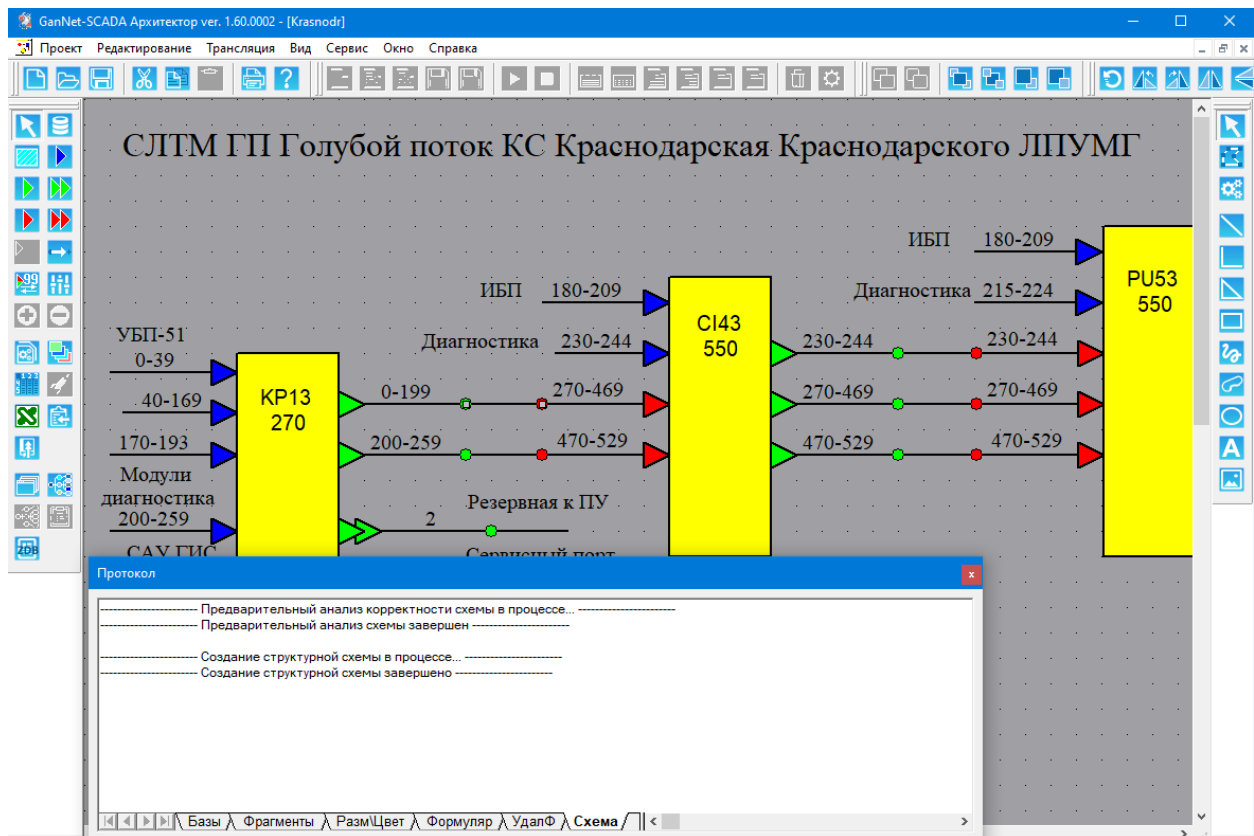 GanNet-SCADA Архитектор ver. 1.60.0002 - [Krasnodr]
Проект Редактирование Трансляция Вид Сервис Окно Справка
СЛТМ ГП Голубой поток КС Краснодарская Краснодарского ЛПУМГ
ИБП 180-209
PU53
550
ИБП 180-209
Диагностика 215-224
CI43
550
УБП-51
0-39
Диагностика 230-244
230-244
230-244
KP13
270
40-169
0-199
270-469
270-469
270-469
170-193
200-259
470-529
470-529
470-529
Модули
диагностика
200-259
2
Резервная к ПУ
САУ ГИС
Сервисный порт
Протокол
----------------------- Предварительный анализ корректности схемы в процессе... -----------------------
----------------------- Предварительный анализ схемы завершен -----------------------
----------------------- Создание структурной схемы в процессе... -----------------------
----------------------- Создание структурной схемы завершено -----------------------
Базы Фрагменты Разм\Цвет Формуляр УдалФ Схема
99
ZDB
A